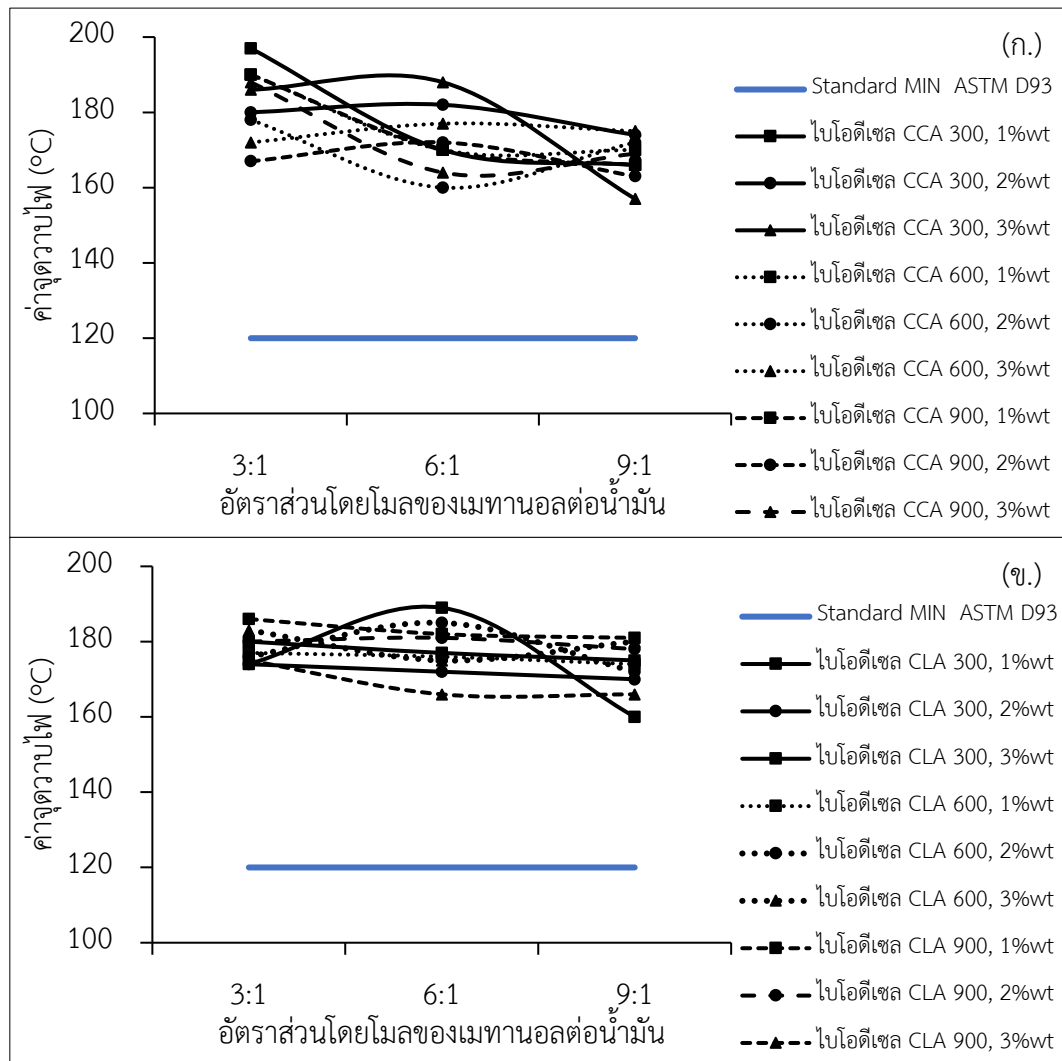 (ก.)
200
180
160
140
120
100
ค่าจุดวาบไฟ (°C)
3:1 6:1 9:1
อัตราส่วนโดยโมลของเมทานอลต่อน้ำมัน
Standard MIN ASTM D93
ไบโอดีเซล CCA 300, 1%wt
ไบโอดีเซล CCA 300, 2%wt
ไบโอดีเซล CCA 300, 3%wt
ไบโอดีเซล CCA 600, 1%wt
ไบโอดีเซล CCA 600, 2%wt
ไบโอดีเซล CCA 600, 3%wt
ไบโอดีเซล CCA 900, 1%wt
ไบโอดีเซล CCA 900, 2%wt
ไบโอดีเซล CCA 900, 3%wt
(ข.)
200
180
160
140
120
100
ค่าจุดวาบไฟ (°C)
3:1 6:1 9:1
อัตราส่วนโดยโมลของเมทานอลต่อน้ำมัน
Standard MIN ASTM D93
ไบโอดีเซล CLA 300, 1%wt
ไบโอดีเซล CLA 300, 2%wt
ไบโอดีเซล CLA 300, 3%wt
ไบโอดีเซล CLA 600, 1%wt
ไบโอดีเซล CLA 600, 2%wt
ไบโอดีเซล CLA 600, 3%wt
ไบโอดีเซล CLA 900, 1%wt
ไบโอดีเซล CLA 900, 2%wt
ไบโอดีเซล CLA 900, 3%wt